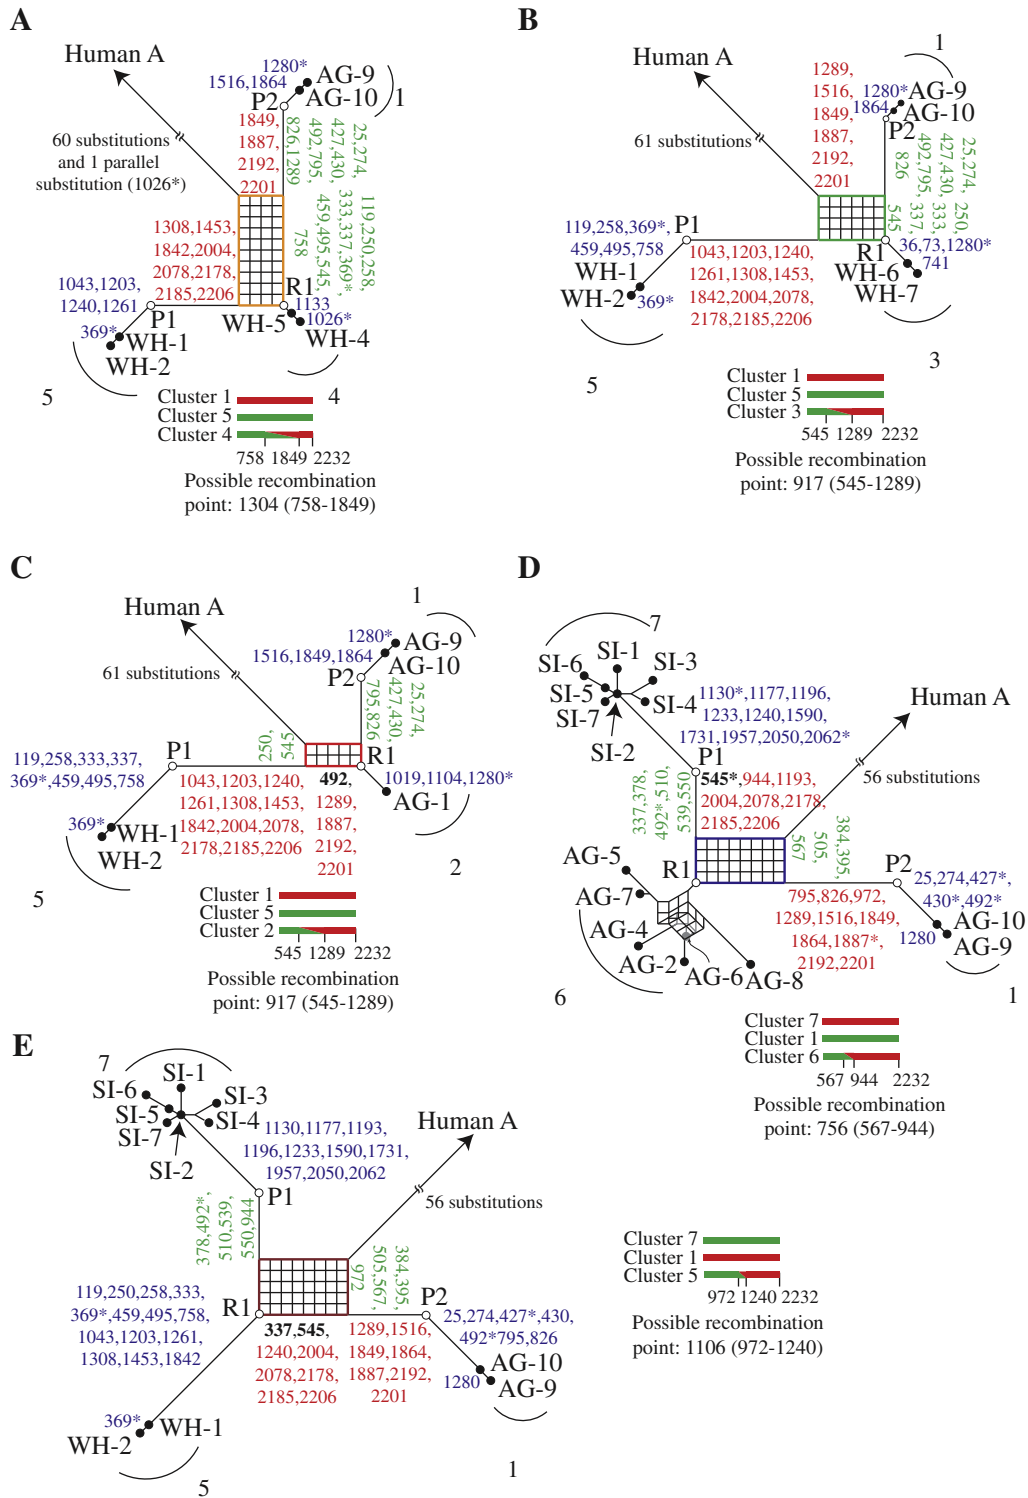 A
Human A
1280*
1516,1864
AG-9
AG-10
P2
1
60 substitutions
and 1 parallel
substitution (1026*)
1849,
1887,
2192,
2201
826,1289
492,795,
427,430,
25,274,
758
459,495,545,
333,337,369*,
119,250,258,
1308,1453,
1842,2004,
2078,2178,
2185,2206
1043,1203,
1240,1261
P1
R1
369*
WH-1
WH-2
WH-5
1133
1026*
WH-4
5
4
Cluster 1
Cluster 5
Cluster 4
758 1849 2232
Possible recombination
point: 1304 (758-1849)
B
Human A
61 substitutions
1289,
1516,
1849,
1887,
2192,
2201
1
1280*
1864
AG-9
AG-10
P2
826
492,795,
427,430,
25,274,
545
337,
333,
250,
119,258,369*,
459,495,758
P1
R1
WH-1
WH-2
369*
1043,1203,1240,
1261,1308,1453,
1842,2004,2078,
2178,2185,2206
36,73,1280*
741
WH-6
WH-7
5
3
Cluster 1
Cluster 5
Cluster 3
545 1289 2232
Possible recombination
point: 917 (545-1289)
C
Human A
61 substitutions
1
1280*
1516,1849,1864
AG-9
AG-10
P2
795,826
427,430,
25,274,
250,
545
P1
R1
119,258,333,337,
369*,459,495,758
1043,1203,1240,
1261,1308,1453,
1842,2004,2078,
2178,2185,2206
492,
1289,
1887,
2192,
2201
1019,1104,1280*
AG-1
369*
WH-1
WH-2
5
2
Cluster 1
Cluster 5
Cluster 2
545 1289 2232
Possible recombination
point: 917 (545-1289)
D
7
SI-1
SI-6
SI-3
SI-5
SI-4
SI-7
SI-2
1130*,1177,1196,
1233,1240,1590,
1731,1957,2050,2062*
Human A
56 substitutions
P1
337,378,
492*,510,
539,550
545*,944,1193,
2004,2078,2178,
2185,2206
567
505,
384,395,
R1
P2
AG-5
AG-7
AG-4
AG-2
AG-6
AG-8
795,826,972,
1289,1516,1849,
1864,1887*,
2192,2201
25,274,427*,
430*,492*
1280
AG-10
AG-9
6
1
Cluster 7
Cluster 1
Cluster 6
567 944 2232
Possible recombination
point: 756 (567-944)
E
7
SI-1
SI-6
SI-3
SI-5
SI-4
SI-7
SI-2
1130,1177,1193,
1196,1233,1590,1731,
1957,2050,2062
Human A
56 substitutions
P1
378,492*,
510,539,
550,944
972
505,567,
384,395,
R1
P2
119,250,258,333,
369*,459,495,758,
1043,1203,1261,
1308,1453,1842
337,545,
1240,2004,
2078,2178,
2185,2206
1289,1516,
1849,1864,
1887,2192,
2201
25,274,427*,430,
492*795,826
1280
AG-10
AG-9
369*
WH-1
WH-2
5
1
Cluster 7
Cluster 1
Cluster 5
972 1240 2232
Possible recombination
point: 1106 (972-1240)